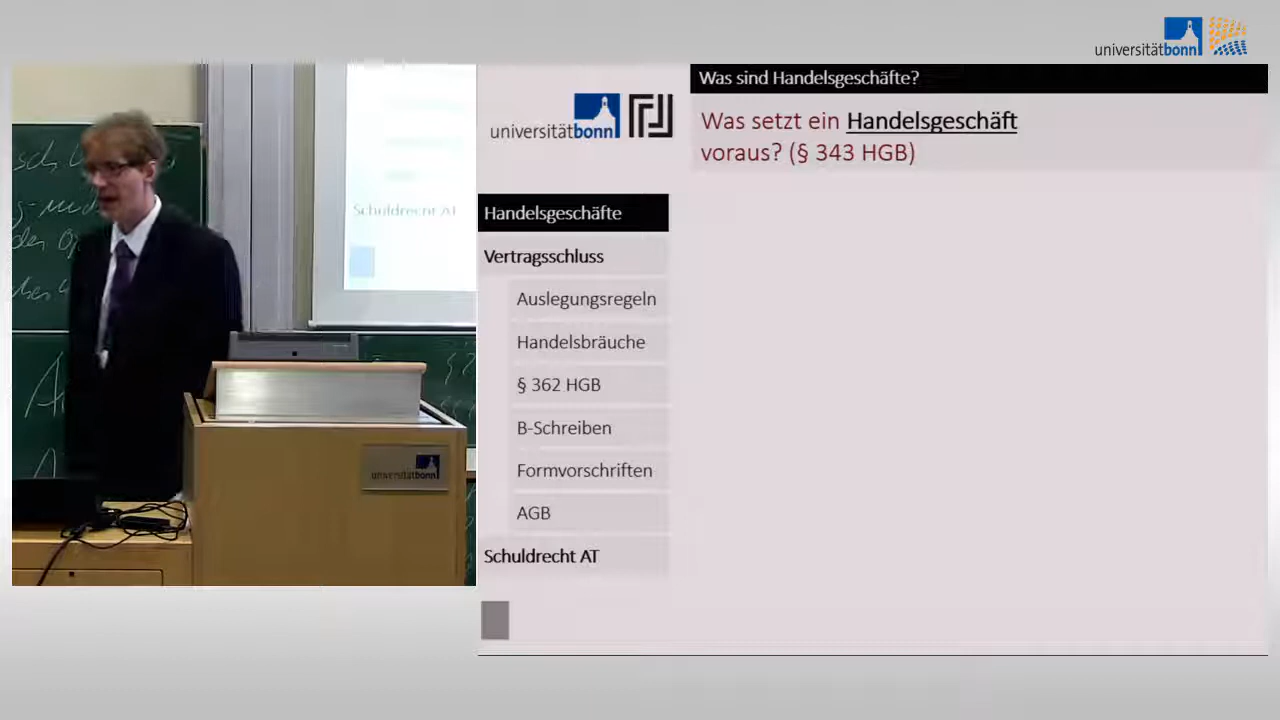 universitätbonn
Was sind Handelsgeschäfte?
universitätbonn
Was setzt ein Handelsgeschäft
voraus? (§ 343 HGB)
Handelsgeschäfte
Vertragsschluss
Auslegungsregeln
Handelsbräuche
§ 362 HGB
B-Schreiben
Formvorschriften
AGB
Schuldrecht AT
Schuldrecht AT
universitätbonn